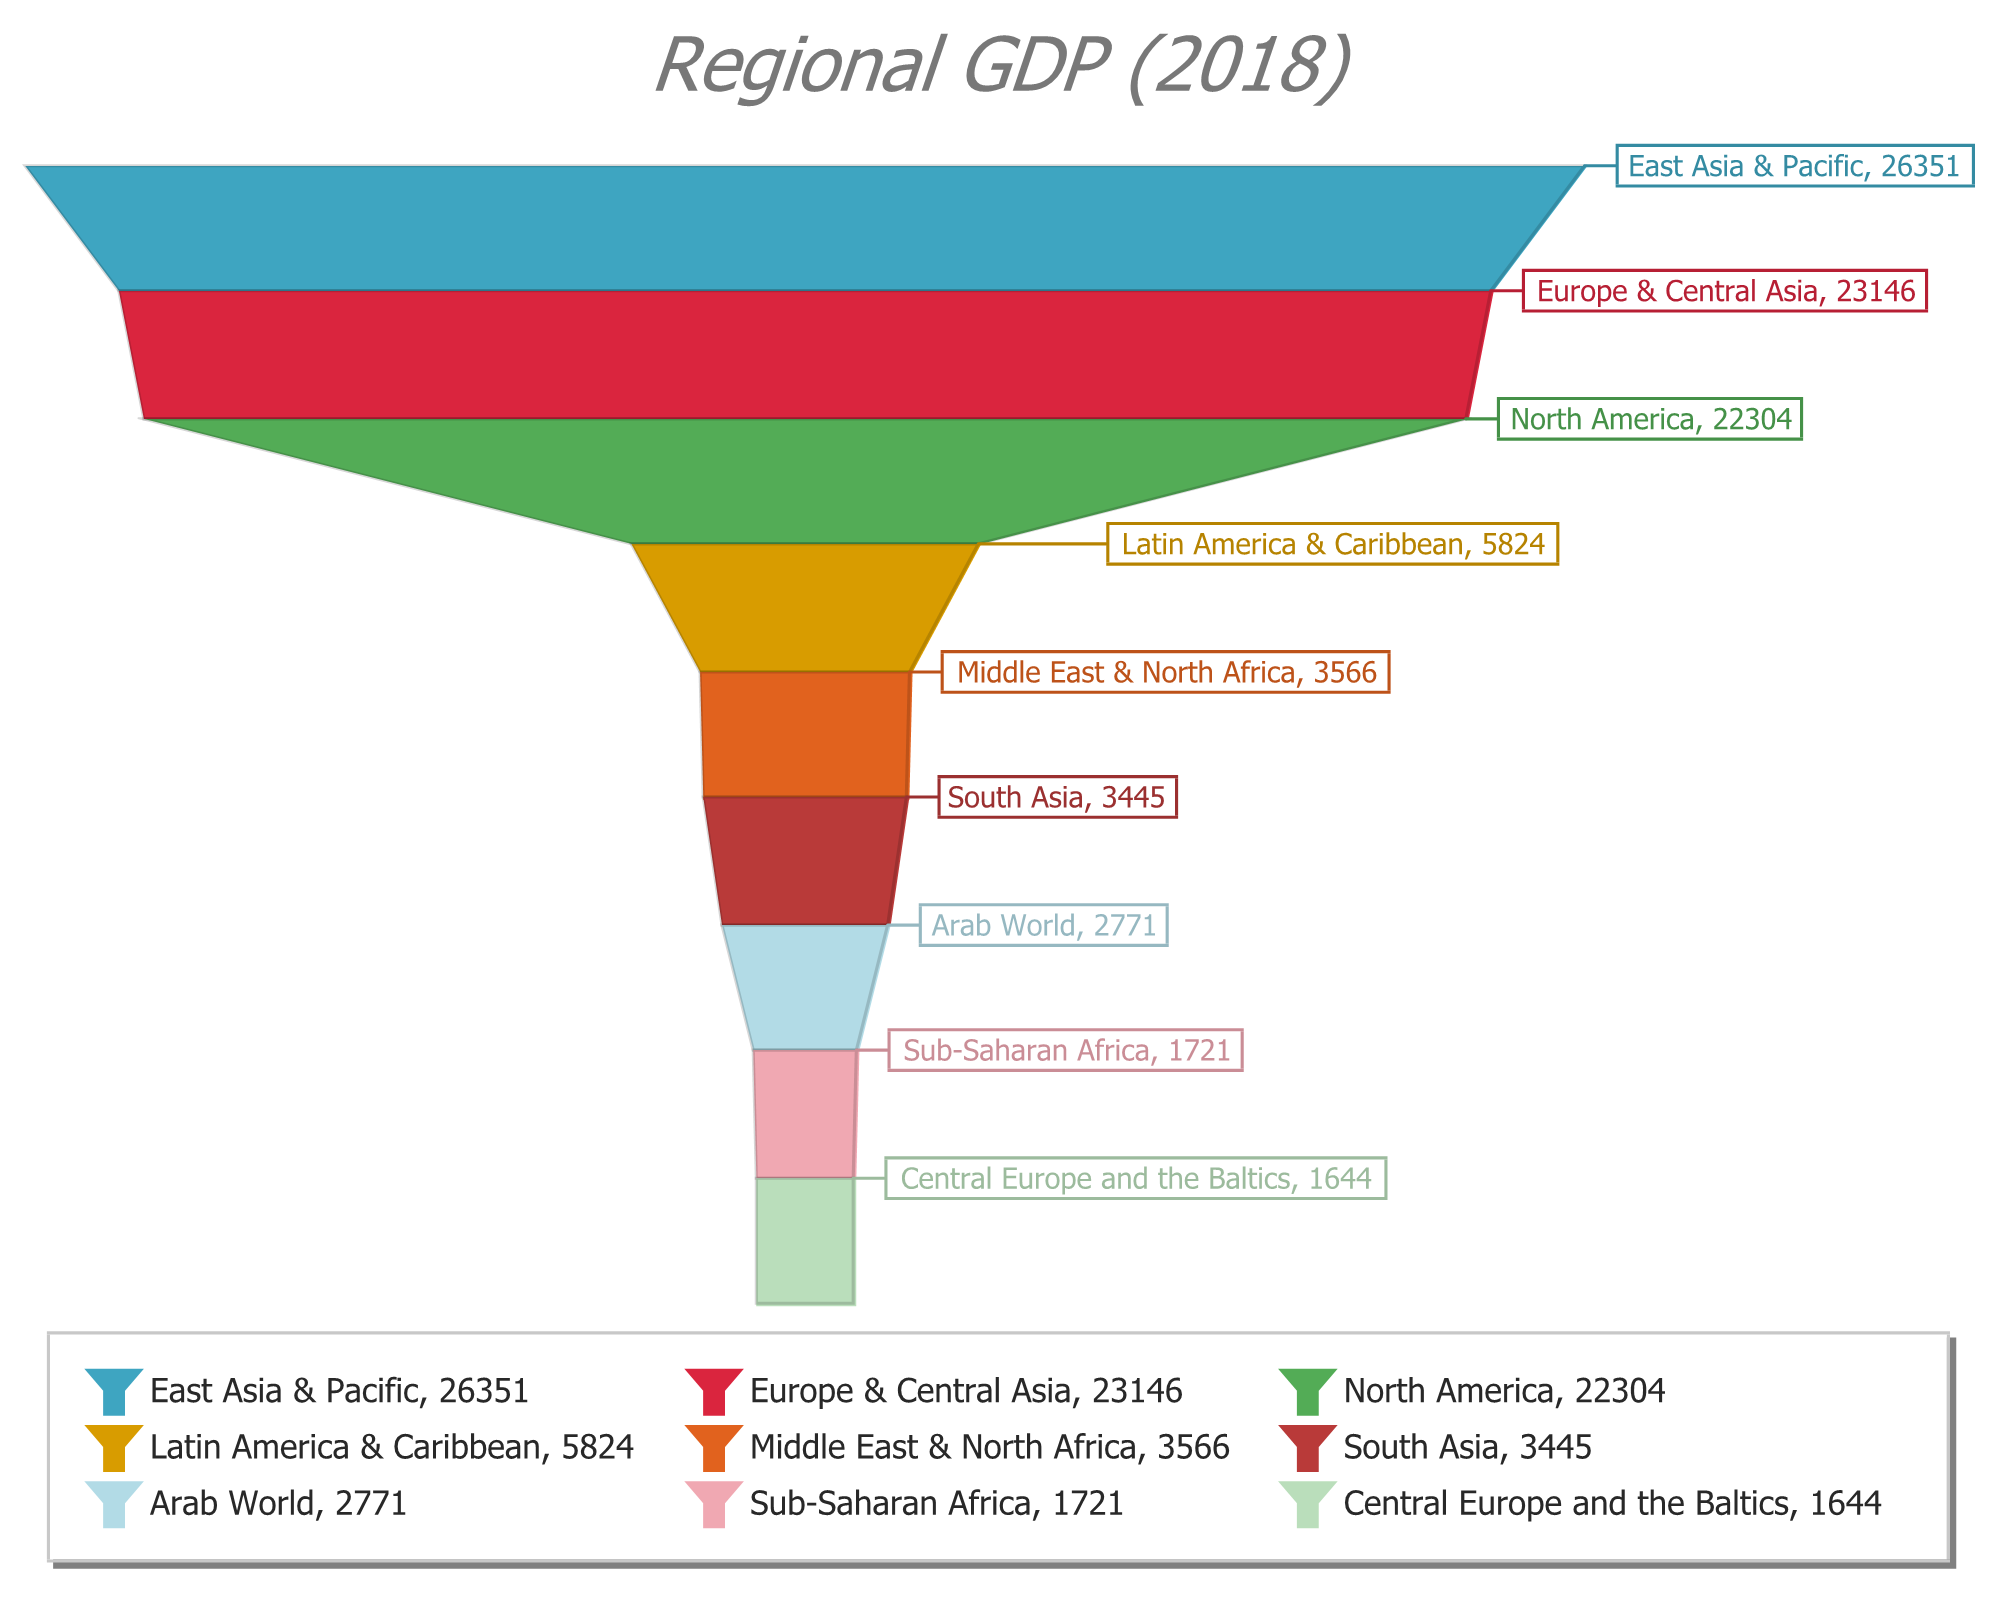 Regional GDP (2018)
East Asia & Pacific, 26351
Europe & Central Asia, 23146
North America, 22304
Latin America & Caribbean, 5824
Middle East & North Africa, 3566
South Asia, 3445
Arab World, 2771
Sub-Saharan Africa, 1721
Central Europe and the Baltics, 1644
East Asia & Pacific, 26351
Europe & Central Asia, 23146
North America, 22304
Latin America & Caribbean, 5824
Middle East & North Africa, 3566
South Asia, 3445
Arab World, 2771
Sub-Saharan Africa, 1721
Central Europe and the Baltics, 1644